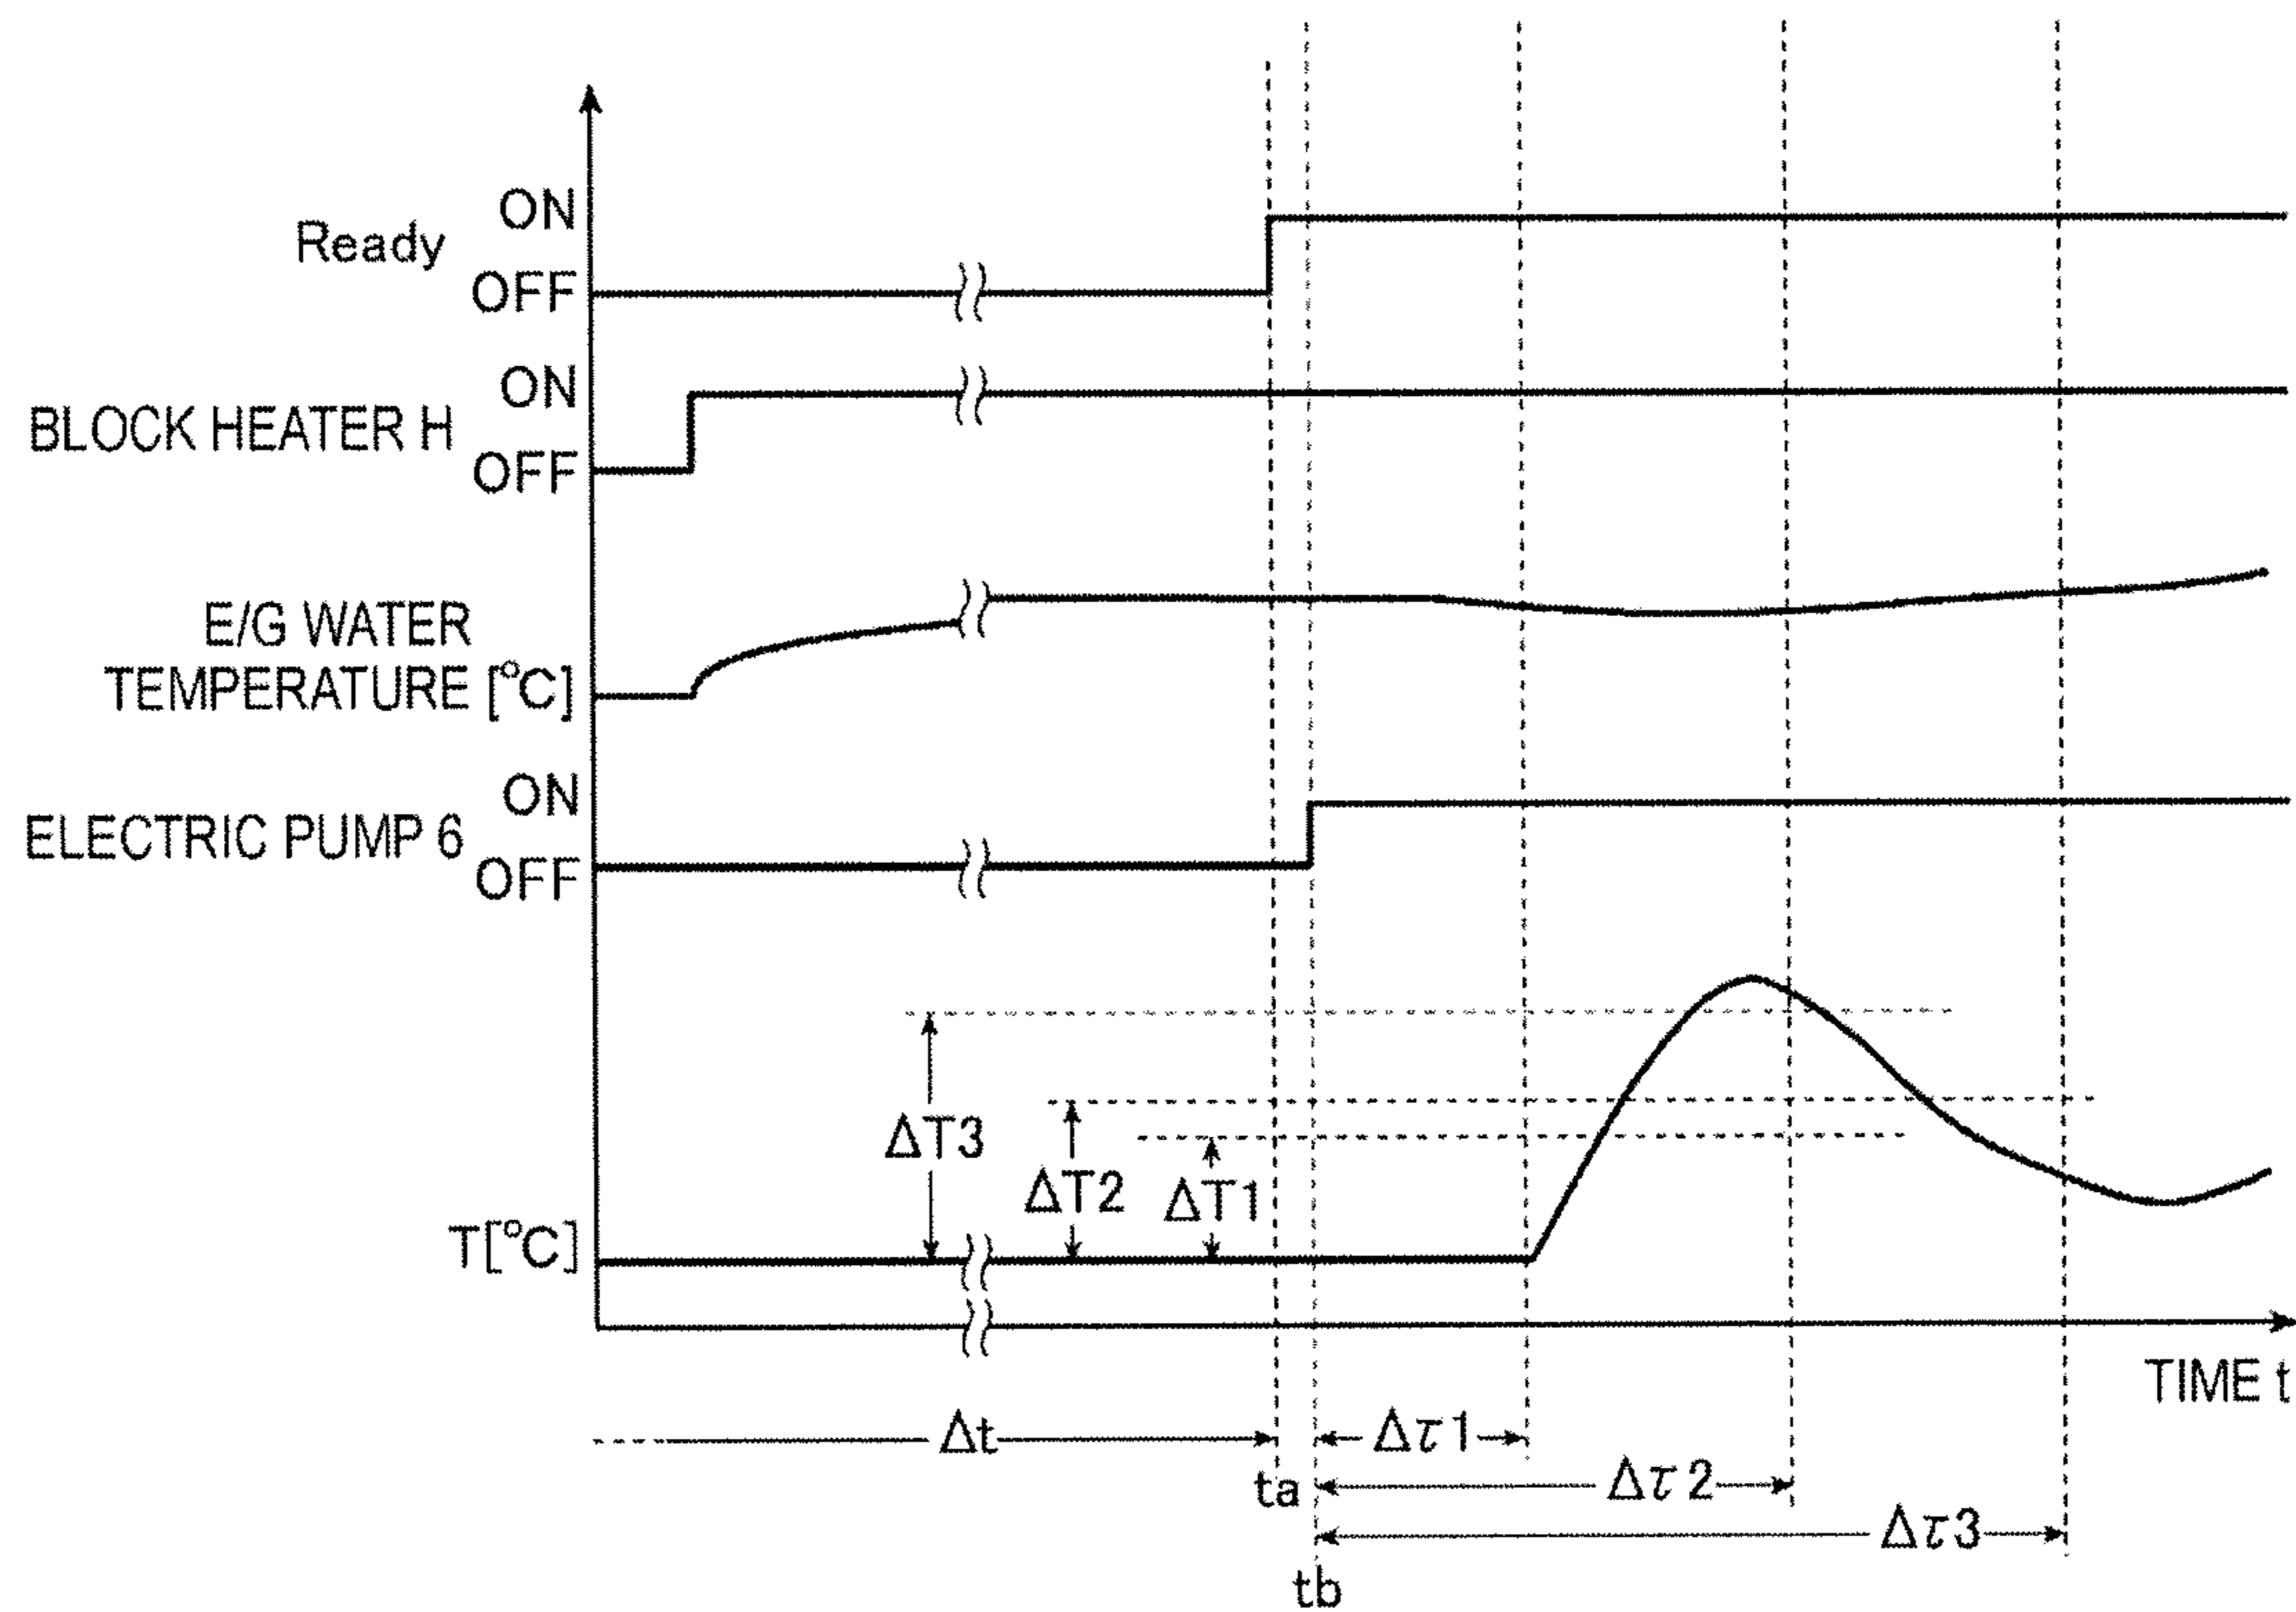 ON
Ready
OFF
ON
BLOCK HEATER H
OFF
E/G WATER
TEMPERATURE [°C]
ON
ELECTRIC PUMP 6
OFF
ΔT3
ΔT2
ΔT1
T[°C]
TIME t
Δt
Δτ1
ta
Δτ2
Δτ3
tb